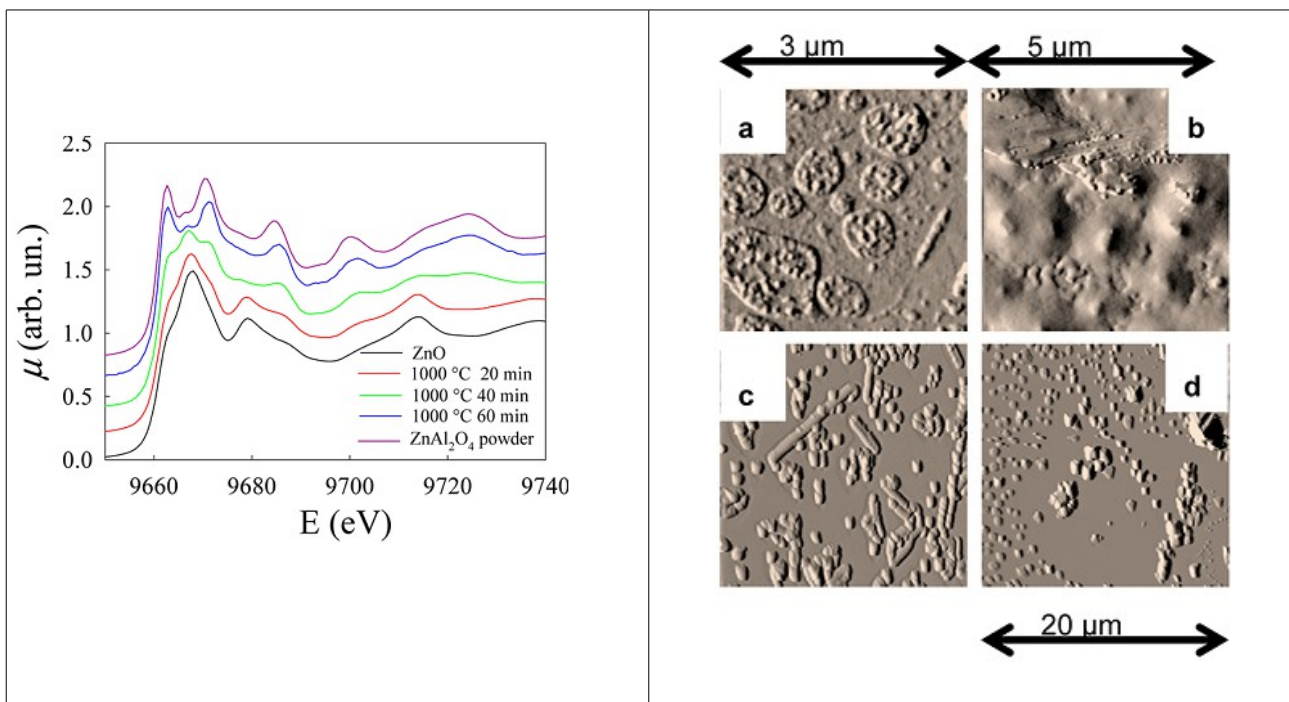 2.5
2.0
1.5
1.0
0.5
0.0
μ (arb. un.)
ZnO
1000 °C 20 min
1000 °C 40 min
1000 °C 60 min
ZnAl₂O₄ powder
9660 9680 9700 9720 9740
E (eV)
3 μm 5 μm
a b
c d
20 μm